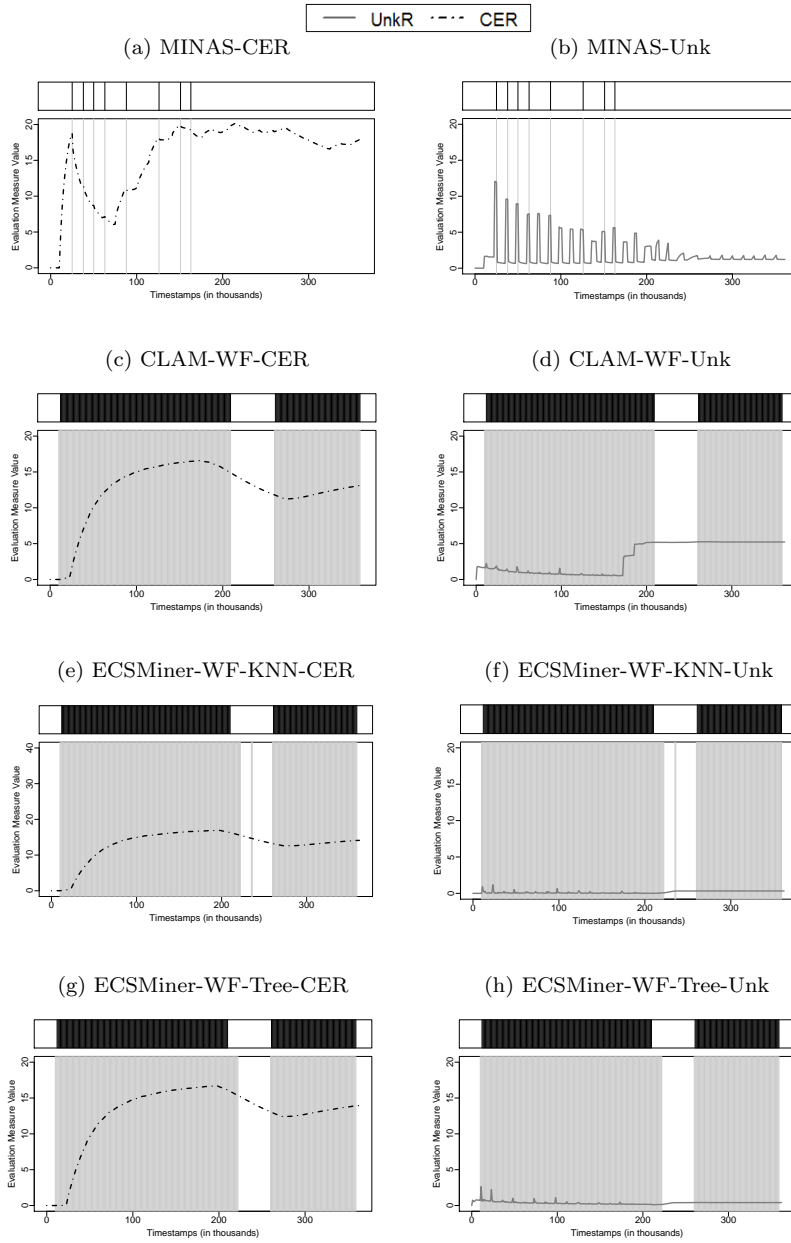 UnkR CER
(a) MINAS-CER
(b) MINAS-Unk
Evaluation Measure Value
0 5 10 15 20
0 100 200 300
Timestamps (in thousands)
Evaluation Measure Value
0 5 10 15 20
0 100 200 300
Timestamps (in thousands)
(c) CLAM-WF-CER
(d) CLAM-WF-Unk
Evaluation Measure Value
0 5 10 15 20
0 100 200 300
Timestamps (in thousands)
Evaluation Measure Value
0 5 10 15 20
0 100 200 300
Timestamps (in thousands)
(e) ECSMiner-WF-KNN-CER
(f) ECSMiner-WF-KNN-Unk
Evaluation Measure Value
0 10 20 30 40
0 100 200 300
Timestamps (in thousands)
Evaluation Measure Value
0 5 10 15 20
0 100 200 300
Timestamps (in thousands)
(g) ECSMiner-WF-Tree-CER
(h) ECSMiner-WF-Tree-Unk
Evaluation Measure Value
0 5 10 15 20
0 100 200 300
Timestamps (in thousands)
Evaluation Measure Value
0 5 10 15 20
0 100 200 300
Timestamps (in thousands)